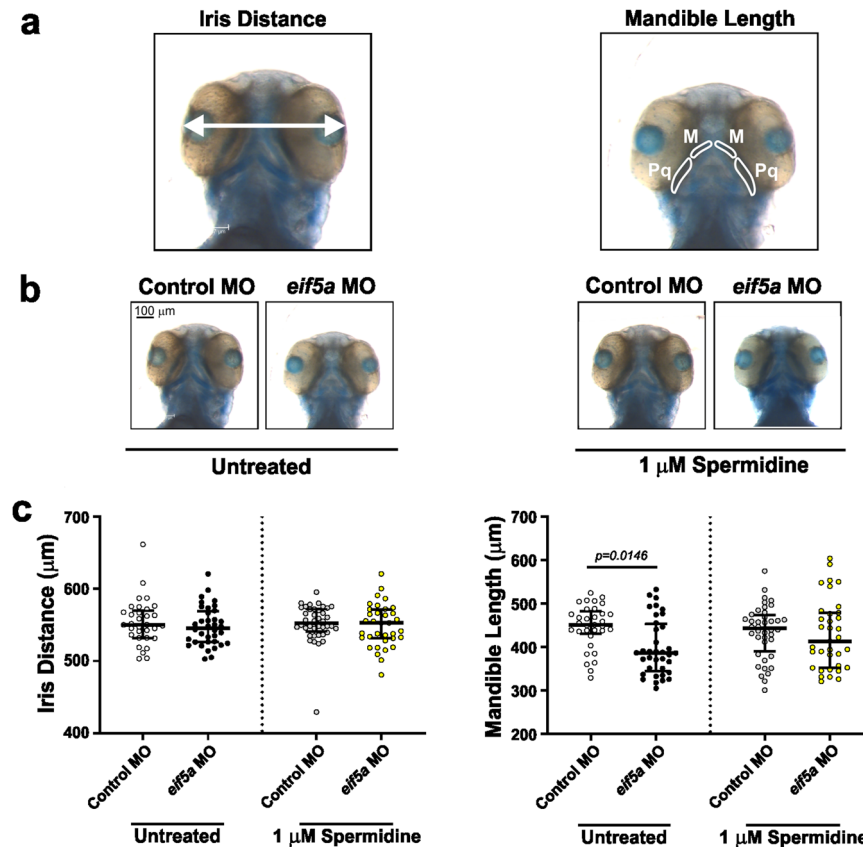 a
Iris Distance
Mandible Length
M M
Pq Pq
b
Control MO eif5a MO
Control MO eif5a MO
100 μm
Untreated
1 μM Spermidine
c
Iris Distance (μm)
700
600
500
400
Control MO
eif5a MO
Control MO
eif5a MO
Untreated
1 μM Spermidine
Mandible Length (μm)
700
600
500
400
300
200
p=0.0146
Control MO
eif5a MO
Control MO
eif5a MO
Untreated
1 μM Spermidine